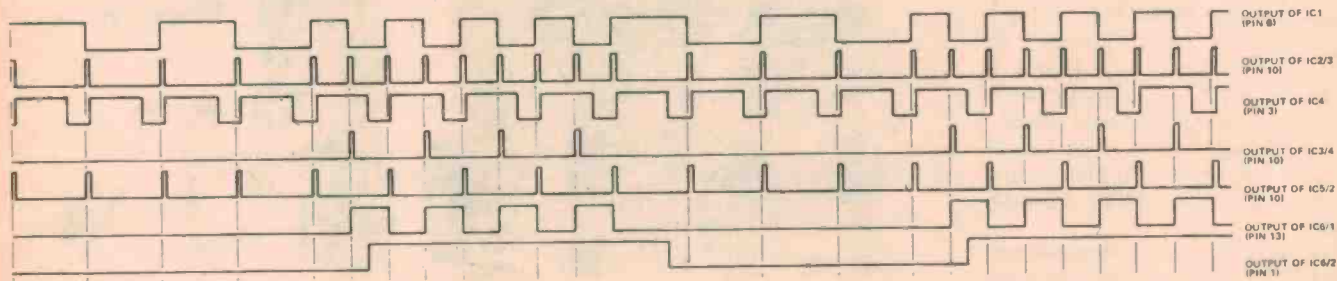 OUTPUT OF IC1
(PIN 8)
OUTPUT OF IC2/3
(PIN 10)
OUTPUT OF IC4
(PIN 3)
OUTPUT OF IC3/4
(PIN 10)
OUTPUT OF IC5/2
(PIN 10)
OUTPUT OF IC6/1
(PIN 13)
OUTPUT OF IC6/2
(PIN 1)